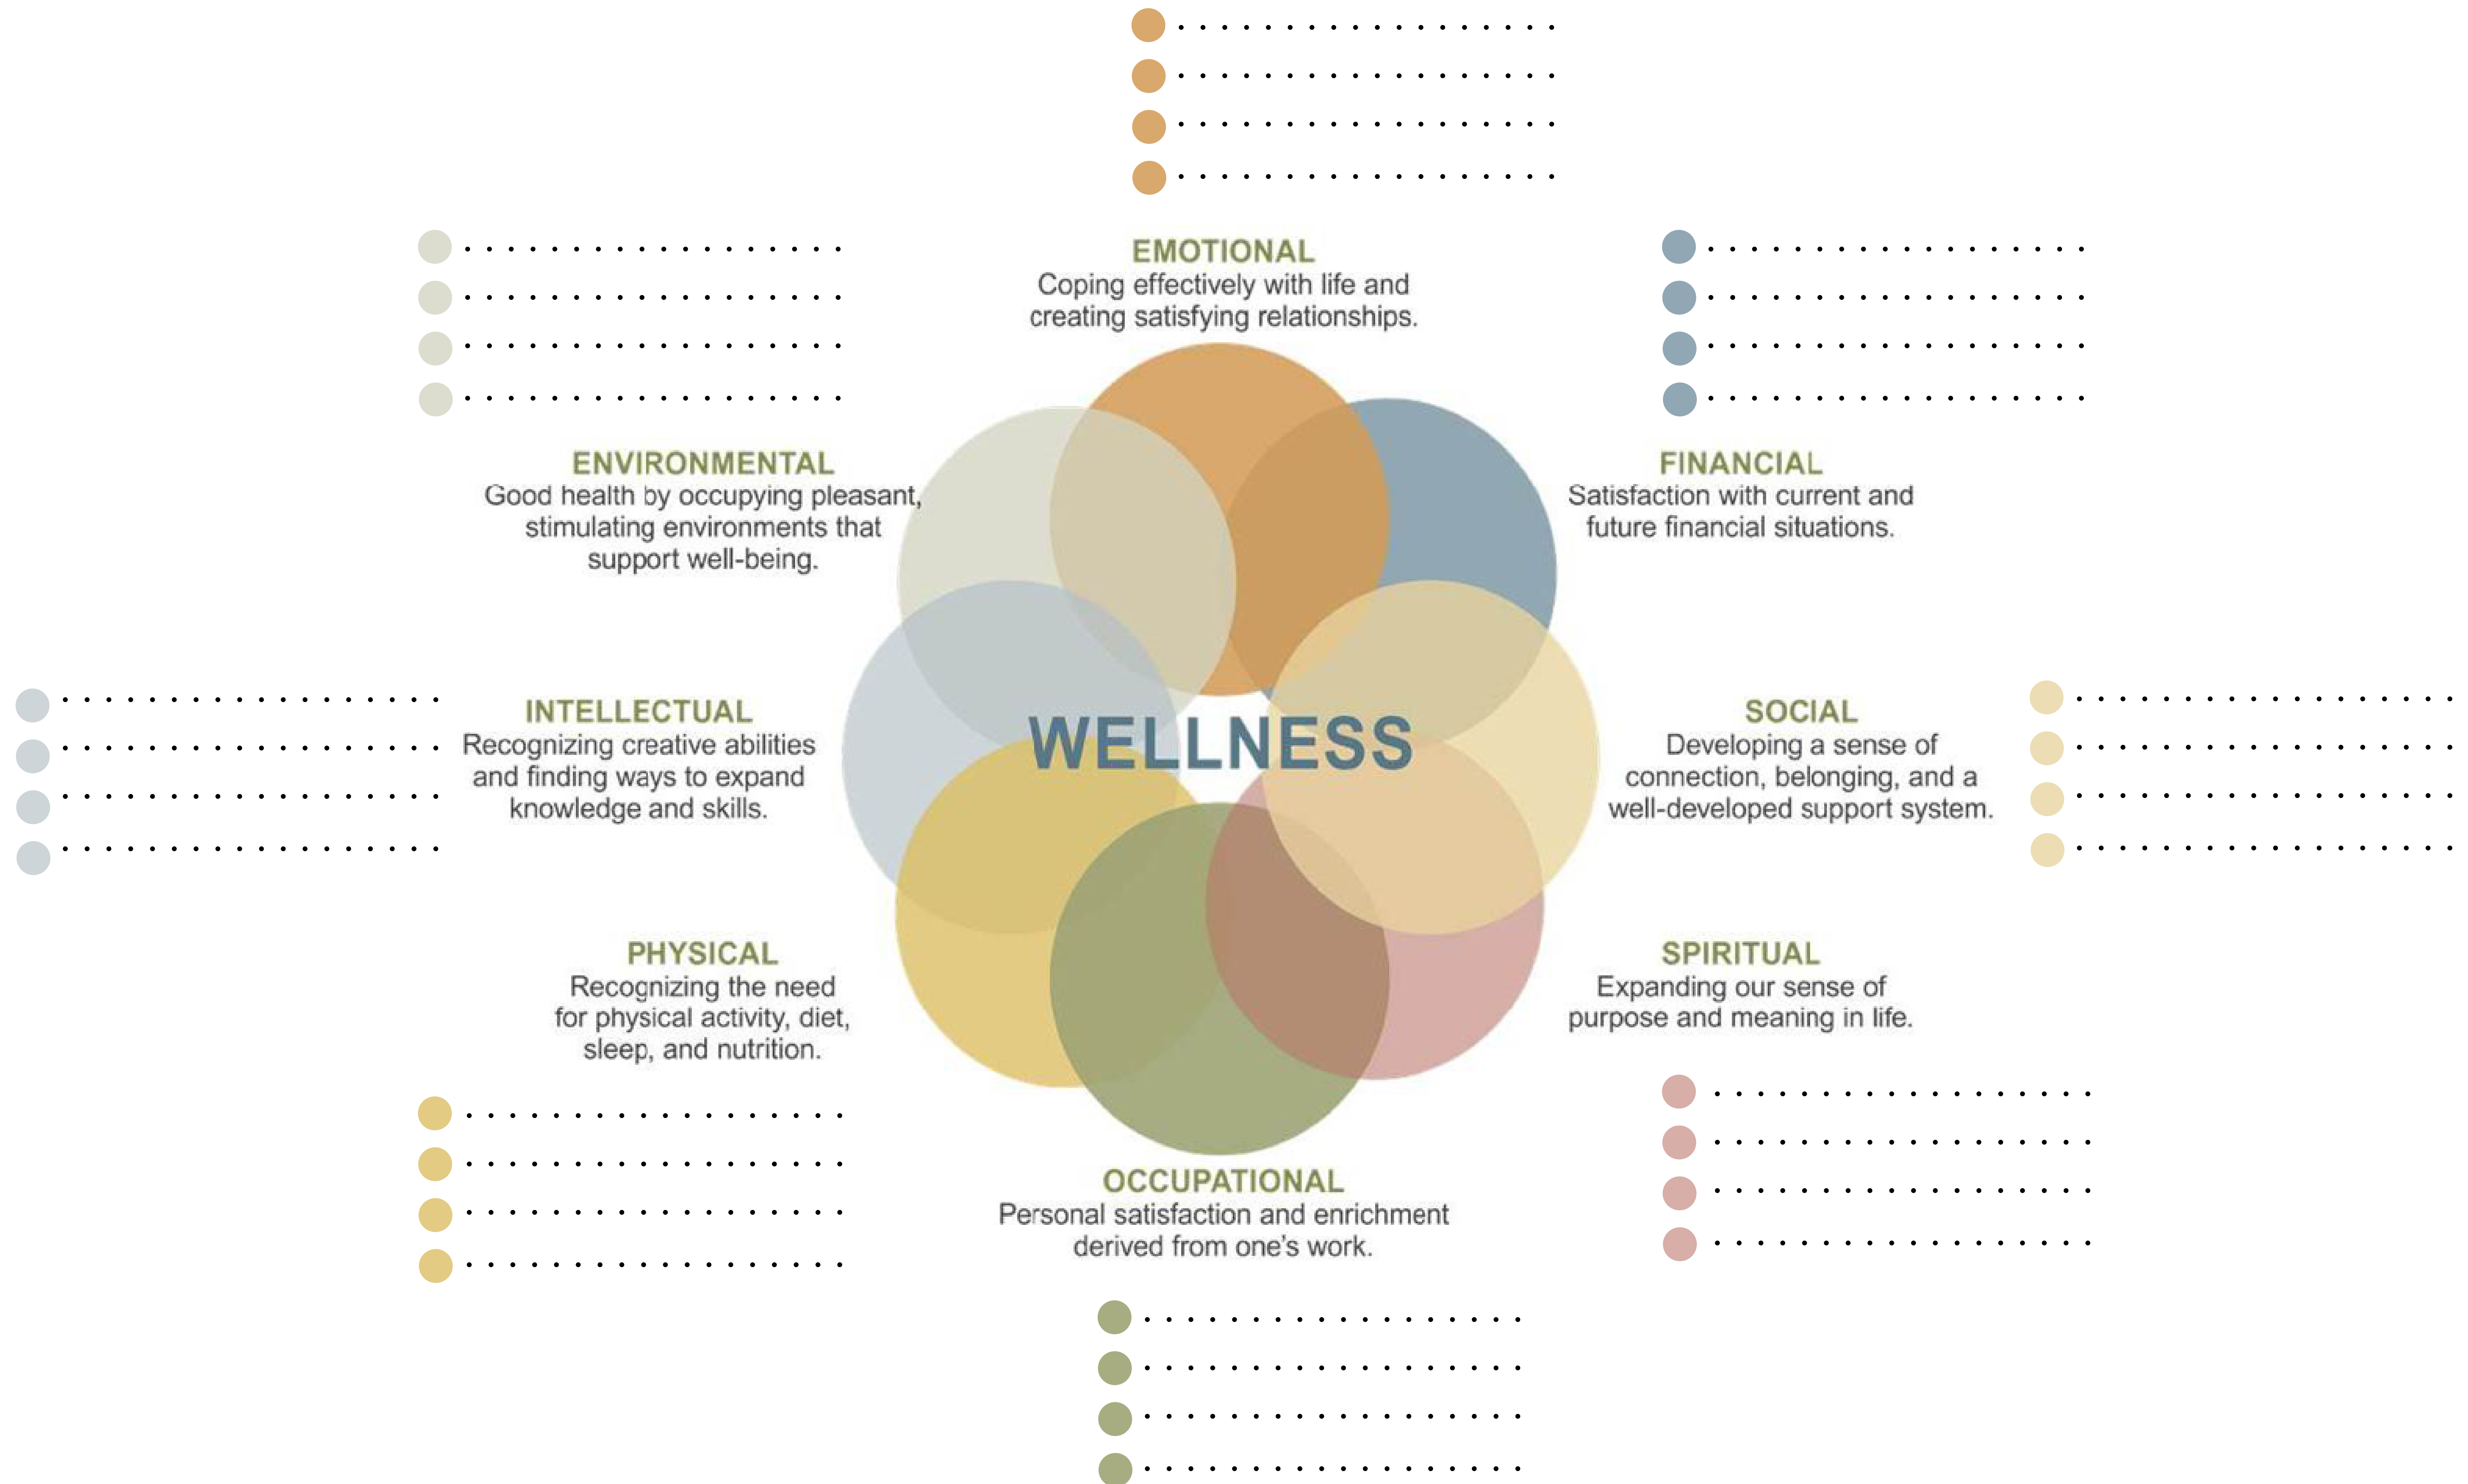 EMOTIONAL
Coping effectively with life and
creating satisfying relationships.
ENVIRONMENTAL
Good health by occupying pleasant,
stimulating environments that
support well-being.
FINANCIAL
Satisfaction with current and
future financial situations.
INTELLECTUAL
Recognizing creative abilities
and finding ways to expand
knowledge and skills.
WELLNESS
SOCIAL
Developing a sense of
connection, belonging, and a
well-developed support system.
PHYSICAL
Recognizing the need
for physical activity, diet,
sleep, and nutrition.
SPIRITUAL
Expanding our sense of
purpose and meaning in life.
OCCUPATIONAL
Personal satisfaction and enrichment
derived from one's work.